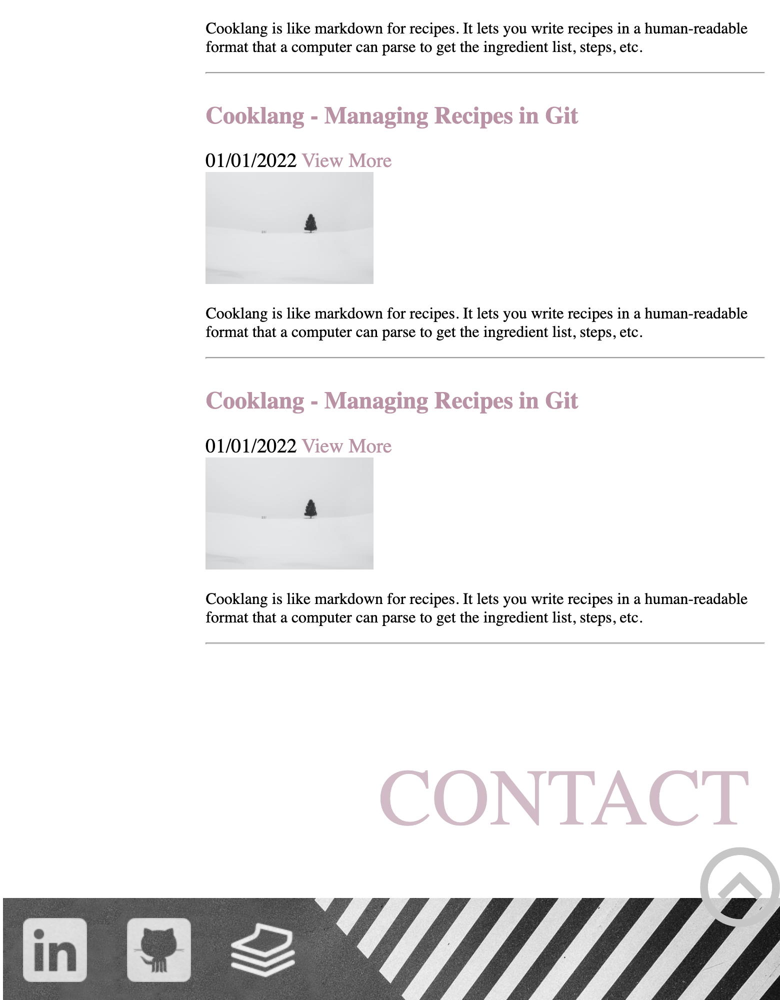 Cooklang is like markdown for recipes. It lets you write recipes in a human-readable
format that a computer can parse to get the ingredient list, steps, etc.
Cooklang - Managing Recipes in Git
01/01/2022 View More
Cooklang is like markdown for recipes. It lets you write recipes in a human-readable
format that a computer can parse to get the ingredient list, steps, etc.
Cooklang - Managing Recipes in Git
01/01/2022 View More
Cooklang is like markdown for recipes. It lets you write recipes in a human-readable
format that a computer can parse to get the ingredient list, steps, etc.
CONTACT
in